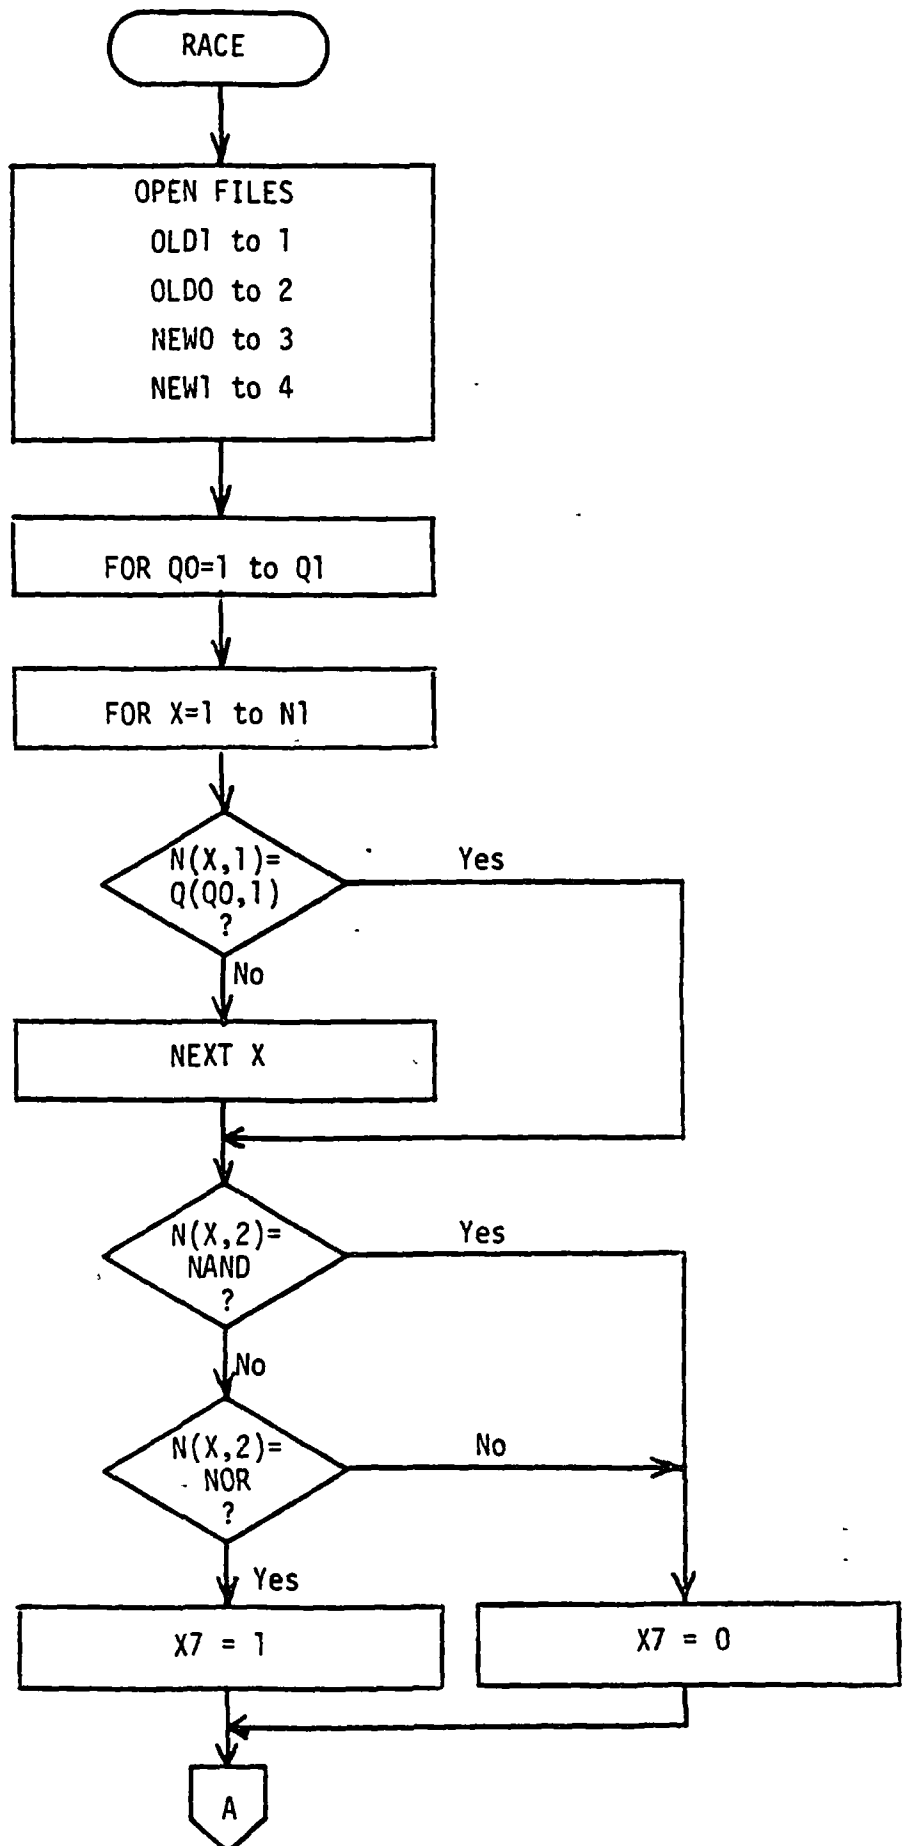 RACE
OPEN FILES
OLD1 to 1
OLD0 to 2
NEW0 to 3
NEW1 to 4
FOR Q0=1 to Q1
FOR X=1 to N1
N(X,1)=
Q(Q0,1)
?
Yes
No
NEXT X
N(X,2)=
NAND
?
Yes
No
N(X,2)=
NOR
?
No
Yes
X7 = 1
X7 = 0
A